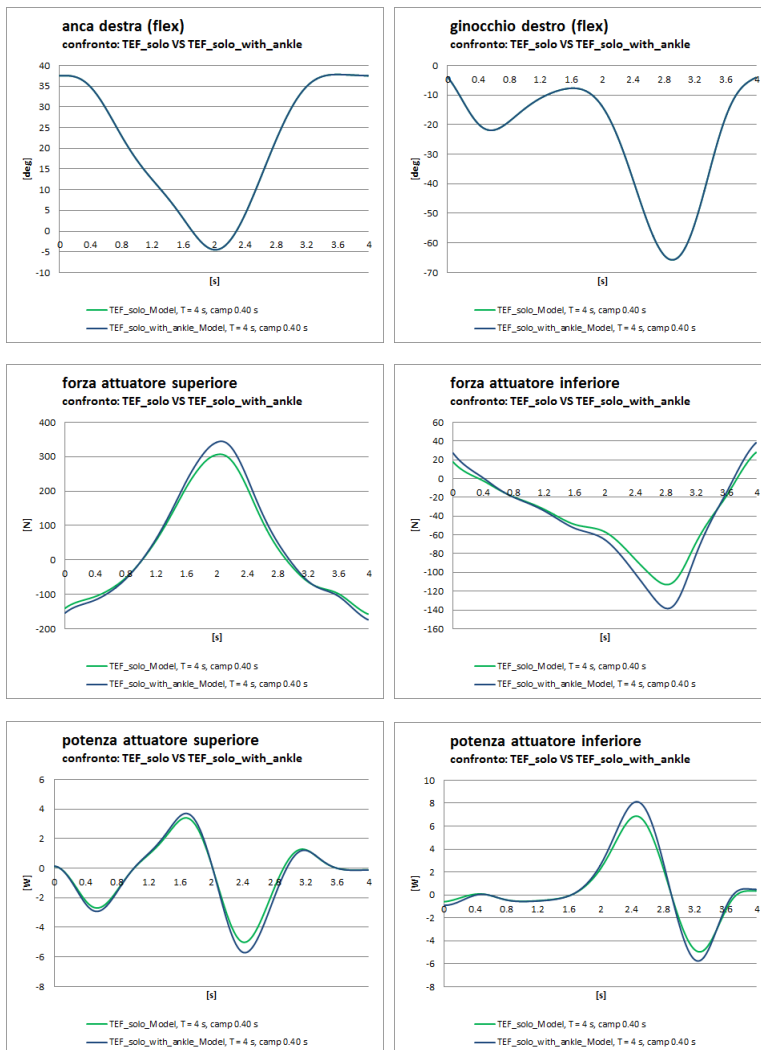 anca destra (flex)
confronto: TEF_solo VS TEF_solo_with_ankle
40
35
30
25
20
15
10
5
0
-5
-10
[deg]
0 0.4 0.8 1.2 1.6 2 2.4 2.8 3.2 3.6 4
[s]
TEF_solo_Model, T = 4 s, camp 0.40 s
TEF_solo_with_ankle_Model, T = 4 s, camp 0.40 s
ginocchio destro (flex)
confronto: TEF_solo VS TEF_solo_with_ankle
0
-10
-20
-30
-40
-50
-60
-70
[deg]
0 0.4 0.8 1.2 1.6 2 2.4 2.8 3.2 3.6 4
[s]
TEF_solo_Model, T = 4 s, camp 0.40 s
TEF_solo_with_ankle_Model, T = 4 s, camp 0.40 s
forza attuatore superiore
confronto: TEF_solo VS TEF_solo_with_ankle
400
300
200
100
0
-100
-200
[N]
0 0.4 0.8 1.2 1.6 2 2.4 2.8 3.2 3.6 4
[s]
TEF_solo_Model, T = 4 s, camp 0.40 s
TEF_solo_with_ankle_Model, T = 4 s, camp 0.40 s
forza attuatore inferiore
confronto: TEF_solo VS TEF_solo_with_ankle
60
40
20
0
-20
-40
-60
-80
-100
-120
-140
-160
[N]
0 0.4 0.8 1.2 1.6 2 2.4 2.8 3.2 3.6 4
[s]
TEF_solo_Model, T = 4 s, camp 0.40 s
TEF_solo_with_ankle_Model, T = 4 s, camp 0.40 s
potenza attuatore superiore
confronto: TEF_solo VS TEF_solo_with_ankle
6
4
2
0
-2
-4
-6
-8
[W]
0 0.4 0.8 1.2 1.6 2 2.4 2.8 3.2 3.6 4
[s]
TEF_solo_Model, T = 4 s, camp 0.40 s
TEF_solo_with_ankle_Model, T = 4 s, camp 0.40 s
potenza attuatore inferiore
confronto: TEF_solo VS TEF_solo_with_ankle
10
8
6
4
2
0
-2
-4
-6
-8
[W]
0 0.4 0.8 1.2 1.6 2 2.4 2.8 3.2 3.6 4
[s]
TEF_solo_Model, T = 4 s, camp 0.40 s
TEF_solo_with_ankle_Model, T = 4 s, camp 0.40 s